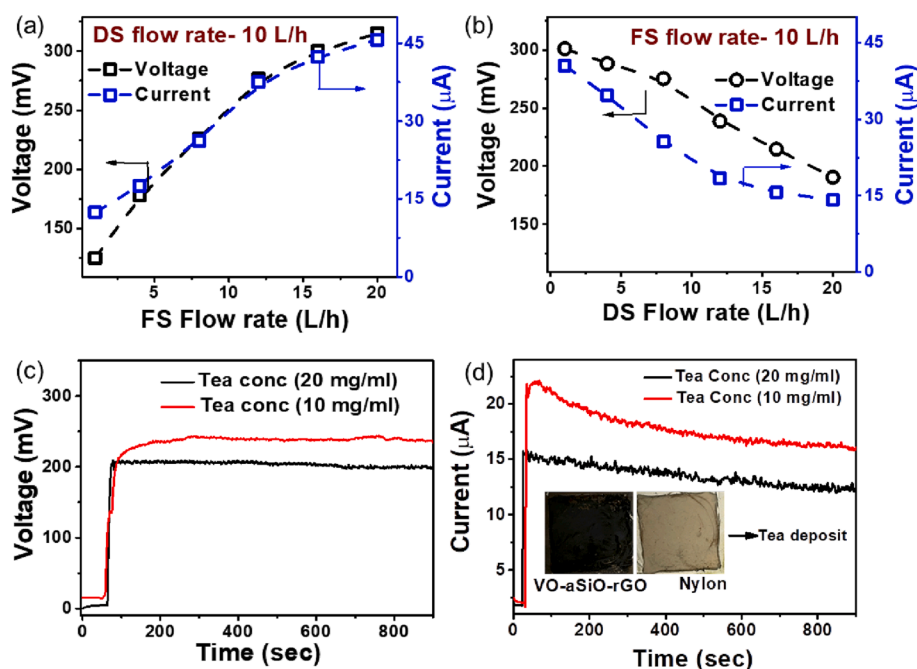 (a)
DS flow rate- 10 L/h
Voltage
Current
Voltage (mV)
300
250
225
175
150
125
Current (μA)
45
30
15
0
5
10
15
20
FS Flow rate (L/h)
(b)
FS flow rate- 10 L/h
Voltage
Current
Voltage (mV)
300
250
225
175
150
Current (μA)
45
30
15
0
0
5
10
15
20
DS Flow rate (L/h)
(c)
Tea conc (20 mg/ml)
Tea conc (10 mg/ml)
Voltage (mV)
300
200
100
0
0
200
400
600
800
Time (sec)
(d)
Tea Conc (20 mg/ml)
Tea Conc (10 mg/ml)
Current (μA)
20
15
10
5
VO-aSiO-rGO
Nylon
Tea deposit
0
200
400
600
800
Time (sec)